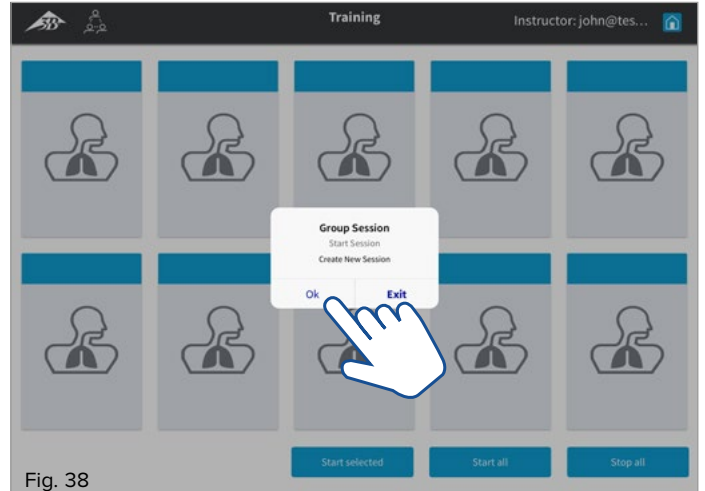 3B
Training
Instructor: john@tes...
Group Session
Start Session
Create New Session
Ok
Exit
Start selected
Start all
Stop all
Fig. 38